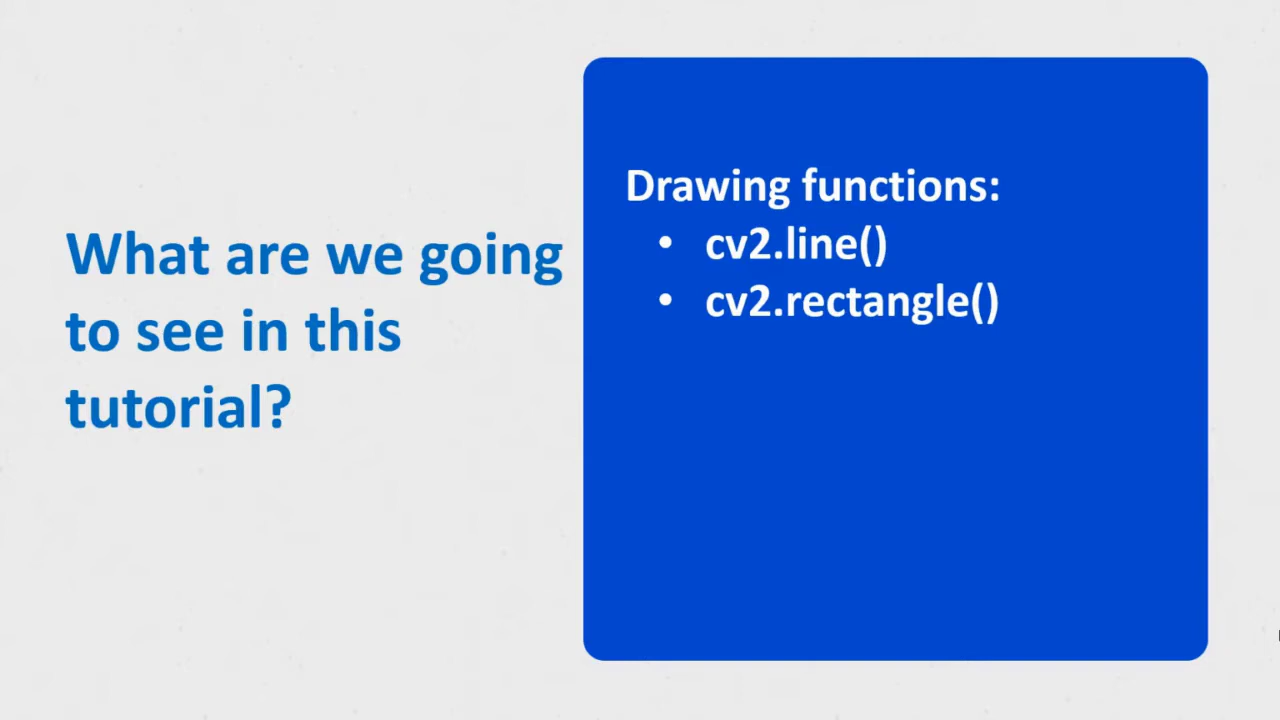 What are we going
to see in this
tutorial?
Drawing functions:
• cv2.line()
• cv2.rectangle()